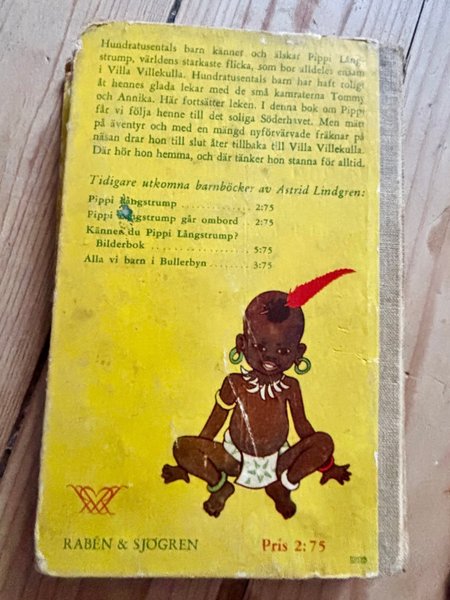 Hundratusentals barn känner och älskar Pippi Lång-
strump, världens starkaste flicka, som bor alldeles ensam
i Villa Villekulla. Hundratusentals barn har haft roligt
åt hennes glada lekar med de små kamraterna Tommy
och Annika. Här fortsätter leken. I denna bok om Pippi
får vi följa henne till det soliga Söderhavet. Men mätt
på äventyr och med en mängd nyförvärvade fräknar på
näsan drar hon till slut åter tillbaka till Villa Villekulla.
Där hör hon hemma, och där tänker hon stanna för alltid.
Tidigare utkomna barnböcker av Astrid Lindgren:
Pippi Långstrump .......... 2:75
Pippi Långstrump går ombord .. 2:75
Känner du Pippi Långstrump?
Bilderbok ............... 5:75
Alla vi barn i Bullerbyn ....... 3:75
RABÉN & SJÖGREN Pris 2:75